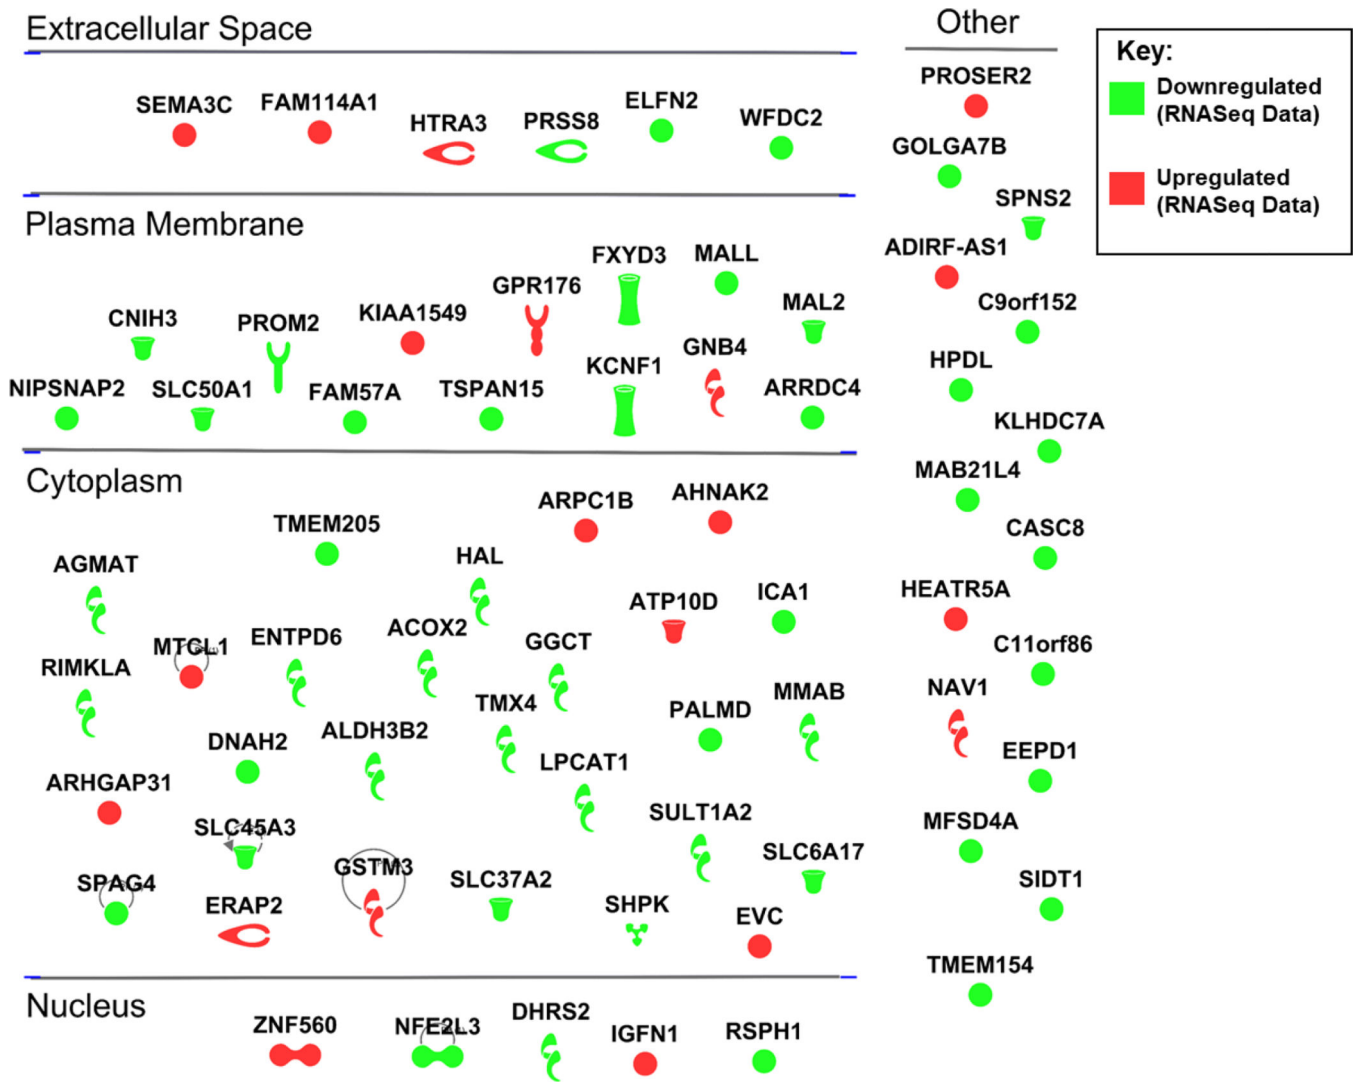 Extracellular Space
SEMA3C
FAM114A1
HTRA3
PRSS8
ELFN2
WFDC2
Plasma Membrane
FXYD3
MALL
GPR176
MAL2
CNIH3
PROM2
KIAA1549
GNB4
KCNF1
NIPSNAP2
SLC50A1
FAM57A
TSPAN15
ARRDC4
Cytoplasm
ARPC1B
AHNAK2
TMEM205
AGMAT
HAL
ATP10D
ICA1
MTCL1
ENTPD6
ACOX2
GGCT
RIMKLA
TMX4
PALMD
MMAB
DNAH2
ALDH3B2
LPCAT1
ARHGAP31
SULT1A2
SLC45A3
SLC6A17
SPAG4
GSTM3
SLC37A2
ERAP2
SHPK
EVC
Nucleus
ZNF560
NFE2L3
DHRS2
IGFN1
RSPH1
Other
PROSER2
GOLGA7B
SPNS2
ADIRF-AS1
C9orf152
HPDL
KLHDC7A
MAB21L4
CASC8
HEATR5A
C11orf86
NAV1
EEPD1
MFSD4A
SIDT1
TMEM154
Key:
Downregulated
(RNASeq Data)
Upregulated
(RNASeq Data)